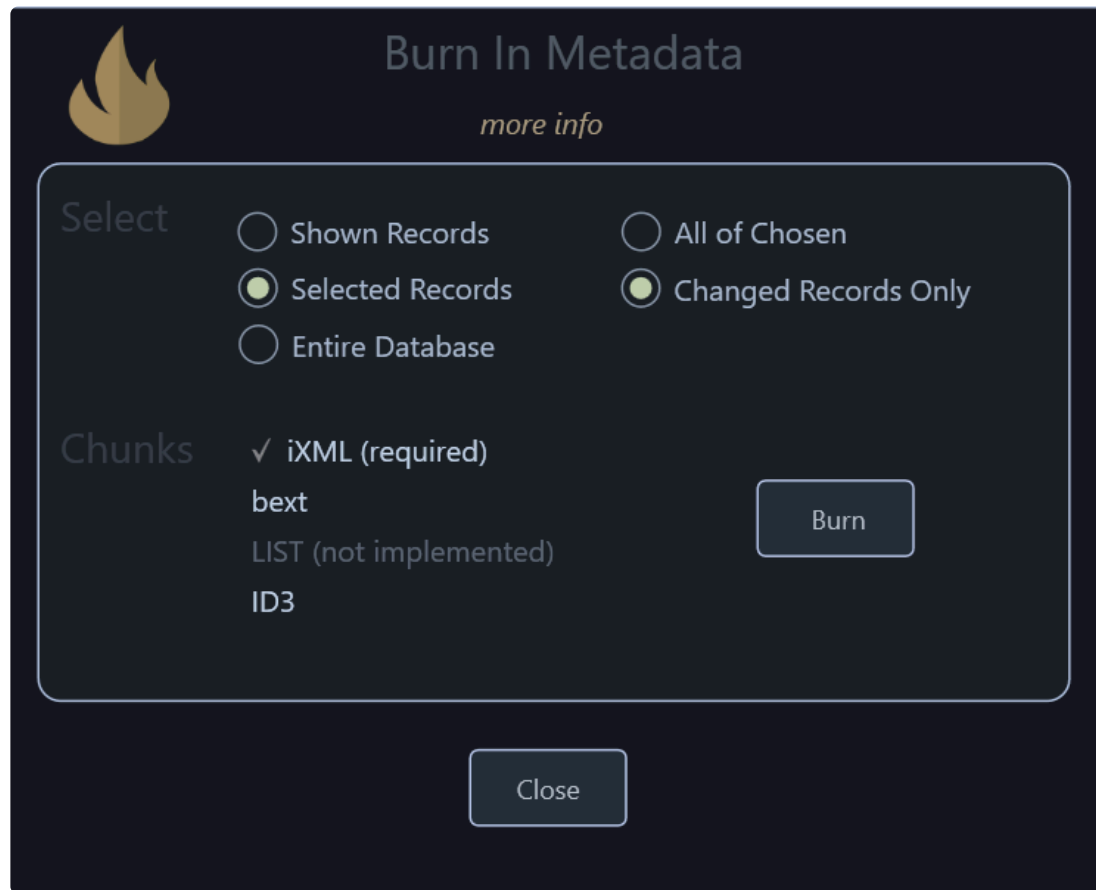 Burn In Metadata
more info
Select
Shown Records
All of Chosen
Selected Records
Changed Records Only
Entire Database
Chunks
✓ iXML (required)
bext
LIST (not implemented)
ID3
Burn
Close